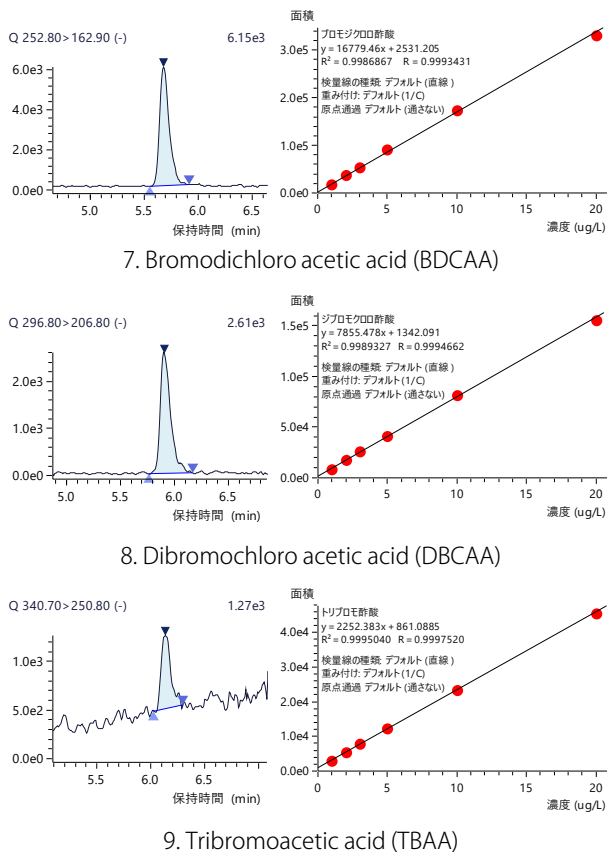 Q 252.80>162.90 (-) 6.15e3
6.0e3
4.0e3
2.0e3
0.0e0
5.0 5.5 6.0 6.5
保持時間 (min)
面積
ブロモジクロロ酢酸
y = 16779.46x + 2531.205
R² = 0.9986867 R = 0.9993431
検量線の種類: デフォルト (直線)
重み付け: デフォルト (1/C)
原点通過: デフォルト (通さない)
3.0e5
2.0e5
1.0e5
0.0e0
0 5 10 15 20
濃度 (ug/L)
7. Bromodichloro acetic acid (BDCAA)
Q 296.80>206.80 (-) 2.61e3
2.0e3
1.0e3
0.0e0
5.0 5.5 6.0 6.5
保持時間 (min)
面積
ジブロモクロロ酢酸
y = 7855.478x + 1342.091
R² = 0.9989327 R = 0.9994662
検量線の種類: デフォルト (直線)
重み付け: デフォルト (1/C)
原点通過: デフォルト (通さない)
1.5e5
1.0e5
5.0e4
0.0e0
0 5 10 15 20
濃度 (ug/L)
8. Dibromochloro acetic acid (DBCAA)
Q 340.70>250.80 (-) 1.27e3
1.0e3
5.0e2
0.0e0
5.5 6.0 6.5
保持時間 (min)
面積
トリブロモ酢酸
y = 2252.383x + 861.0885
R² = 0.9995040 R = 0.9997520
検量線の種類: デフォルト (直線)
重み付け: デフォルト (1/C)
原点通過: デフォルト (通さない)
4.0e4
2.0e4
1.0e4
0.0e0
0 5 10 15 20
濃度 (ug/L)
9. Tribromoacetic acid (TBAA)